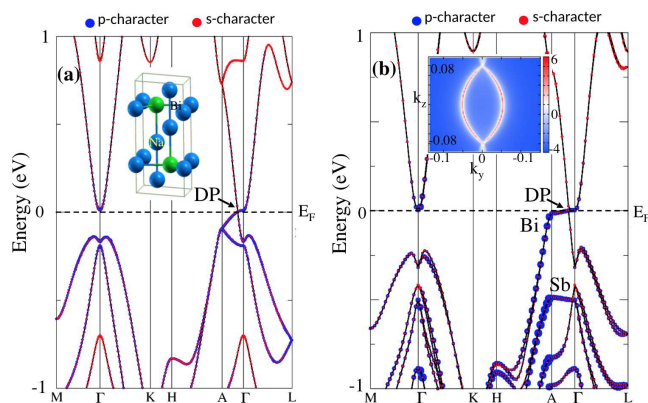 p-character s-character
1
(a)
Bi
Na
DP
0
E_F
Energy (eV)
-1
M Γ K H A Γ L
p-character s-character
1
(b)
0.08
k_z
-0.08
-0.1 0 -0.1
k_y
6
4
0
-4
DP
0
E_F
Bi
Sb
Energy (eV)
-1
M Γ K H A Γ L